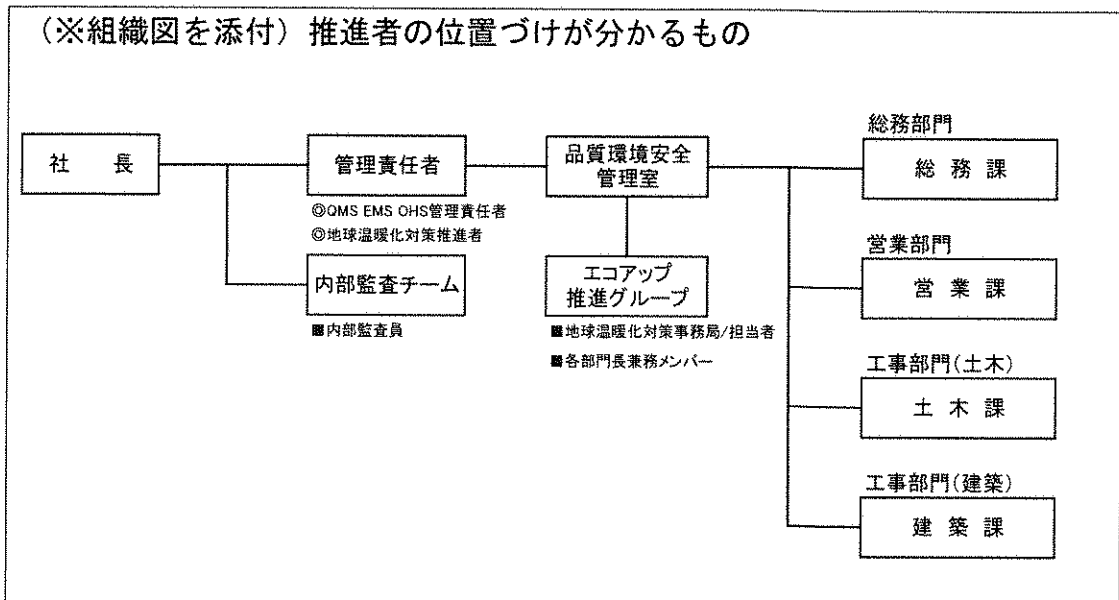 （※組織図を添付）推進者の位置づけが分かるもの
社　長
管理責任者
◎QMS EMS OHS管理責任者
◎地球温暖化対策推進者
内部監査チーム
■内部監査員
品質環境安全
管理室
エコアップ
推進グループ
■地球温暖化対策事務局/担当者
■各部門長兼務メンバー
総務部門
総 務 課
営業部門
営 業 課
工事部門(土木)
土 木 課
工事部門(建築)
建 築 課